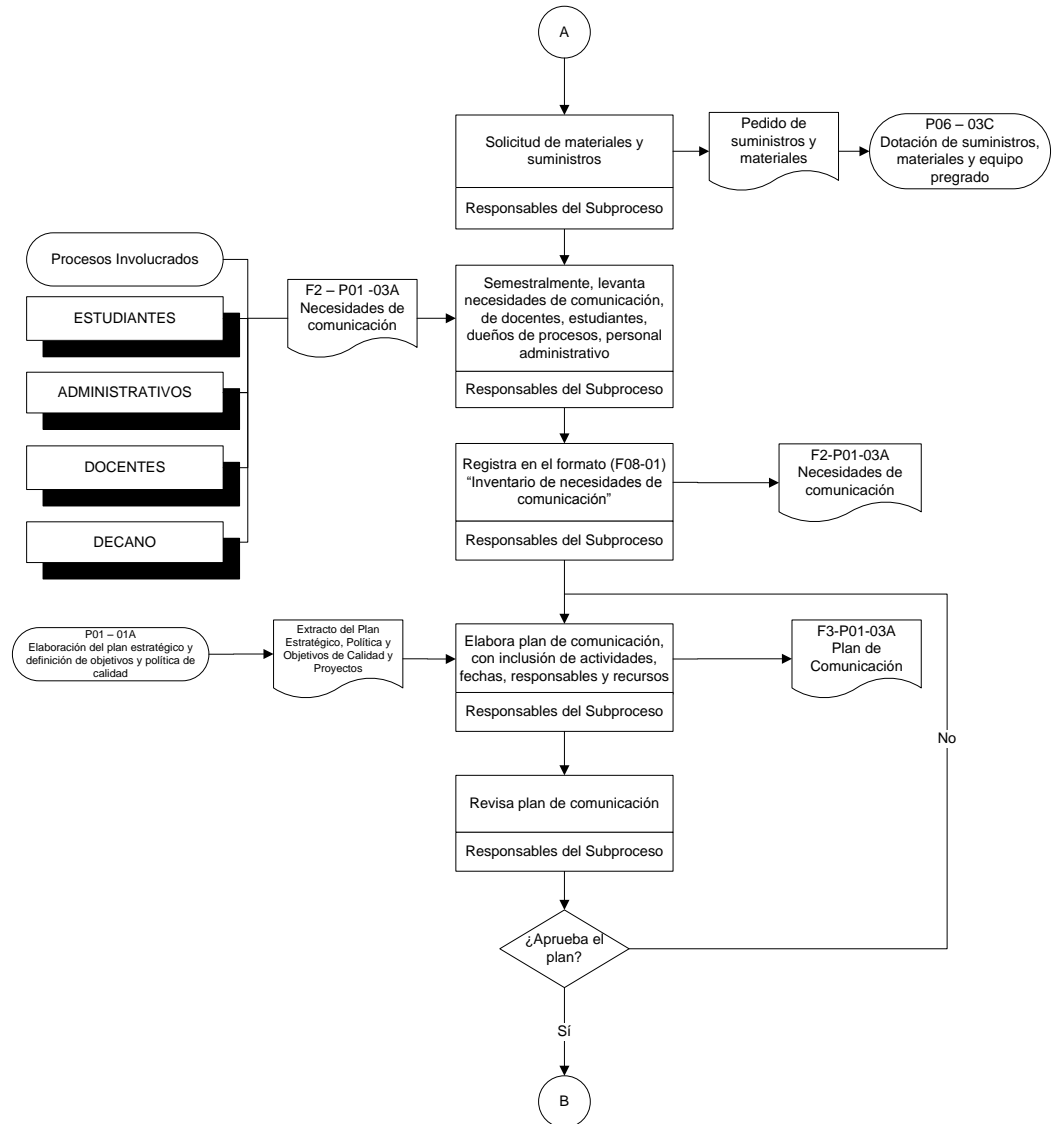 A
Solicitud de materiales y
suministros
Responsables del Subproceso
Pedido de
suministros y
materiales
P06 – 03C
Dotación de suministros,
materiales y equipo
pregrado
Procesos Involucrados
ESTUDIANTES
ADMINISTRATIVOS
DOCENTES
DECANO
F2 – P01 -03A
Necesidades de
comunicación
Semestralmente, levanta
necesidades de comunicación,
de docentes, estudiantes,
dueños de procesos, personal
administrativo
Responsables del Subproceso
Registra en el formato (F08-01)
“Inventario de necesidades de
comunicación”
Responsables del Subproceso
F2-P01-03A
Necesidades de
comunicación
P01 – 01A
Elaboración del plan estratégico y
definición de objetivos y política de
calidad
Extracto del Plan
Estratégico, Política y
Objetivos de Calidad y
Proyectos
Elabora plan de comunicación,
con inclusión de actividades,
fechas, responsables y recursos
Responsables del Subproceso
F3-P01-03A
Plan de
Comunicación
No
Revisa plan de comunicación
Responsables del Subproceso
¿Aprueba el
plan?
Sí
B